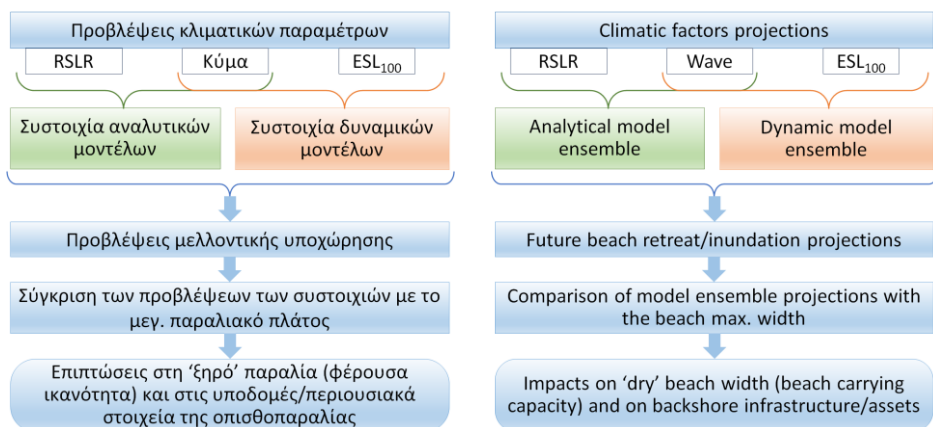 Προβλέψεις κλιματικών παραμέτρων
RSLR
Κύμα
ESL100
Συστοιχία αναλυτικών
μοντέλων
Συστοιχία δυναμικών
μοντέλων
Προβλέψεις μελλοντικής υποχώρησης
Σύγκριση των προβλέψεων των συστοιχιών με το
μεγ. παραλιακό πλάτος
Επιπτώσεις στη ‘ξηρό’ παραλία (φέρουσα
ικανότητα) και στις υποδομές/περιουσιακά
στοιχεία της οπισθοπαραλίας
Climatic factors projections
RSLR
Wave
ESL100
Analytical model
ensemble
Dynamic model
ensemble
Future beach retreat/inundation projections
Comparison of model ensemble projections with
the beach max. width
Impacts on ‘dry’ beach width (beach carrying
capacity) and on backshore infrastructure/assets